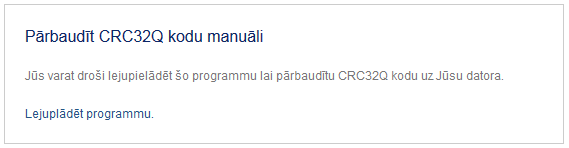 Pārbaudīt CRC32Q kodu manuāli
Jūs varat droši lejupielādēt šo programmu lai pārbaudītu CRC32Q kodu uz Jūsu datora.
Lejuplādēt programmu.